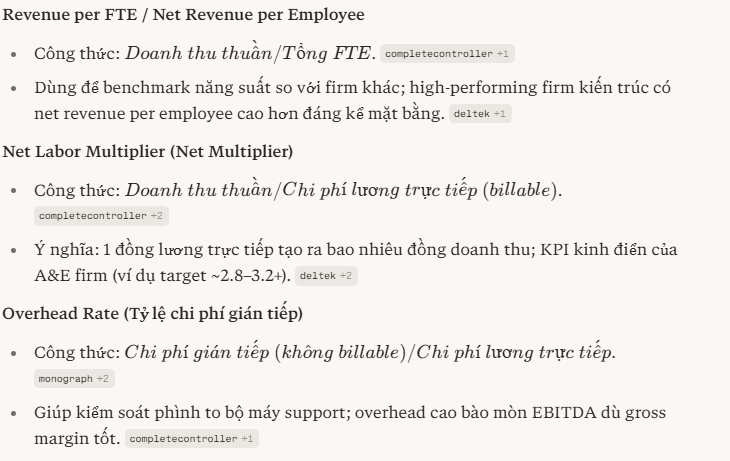 Revenue per FTE / Net Revenue per Employee
• Công thức: Doanh thu thuần/Tổng FTE. completecontroller +1
• Dùng để benchmark năng suất so với firm khác; high-performing firm kiến trúc có
net revenue per employee cao hơn đáng kể mặt bằng. deltek +1
Net Labor Multiplier (Net Multiplier)
• Công thức: Doanh thu thuần/Chi phí lương trực tiếp (billable).
completecontroller +2
• Ý nghĩa: 1 đồng lương trực tiếp tạo ra bao nhiêu đồng doanh thu; KPI kinh điển của
A&E firm (ví dụ target ~2.8–3.2+). deltek +2
Overhead Rate (Tỷ lệ chi phí gián tiếp)
• Công thức: Chi phí gián tiếp (không billable)/Chi phí lương trực tiếp.
monograph +2
• Giúp kiểm soát phình to bộ máy support; overhead cao bào mòn EBITDA dù gross
margin tốt. completecontroller +1